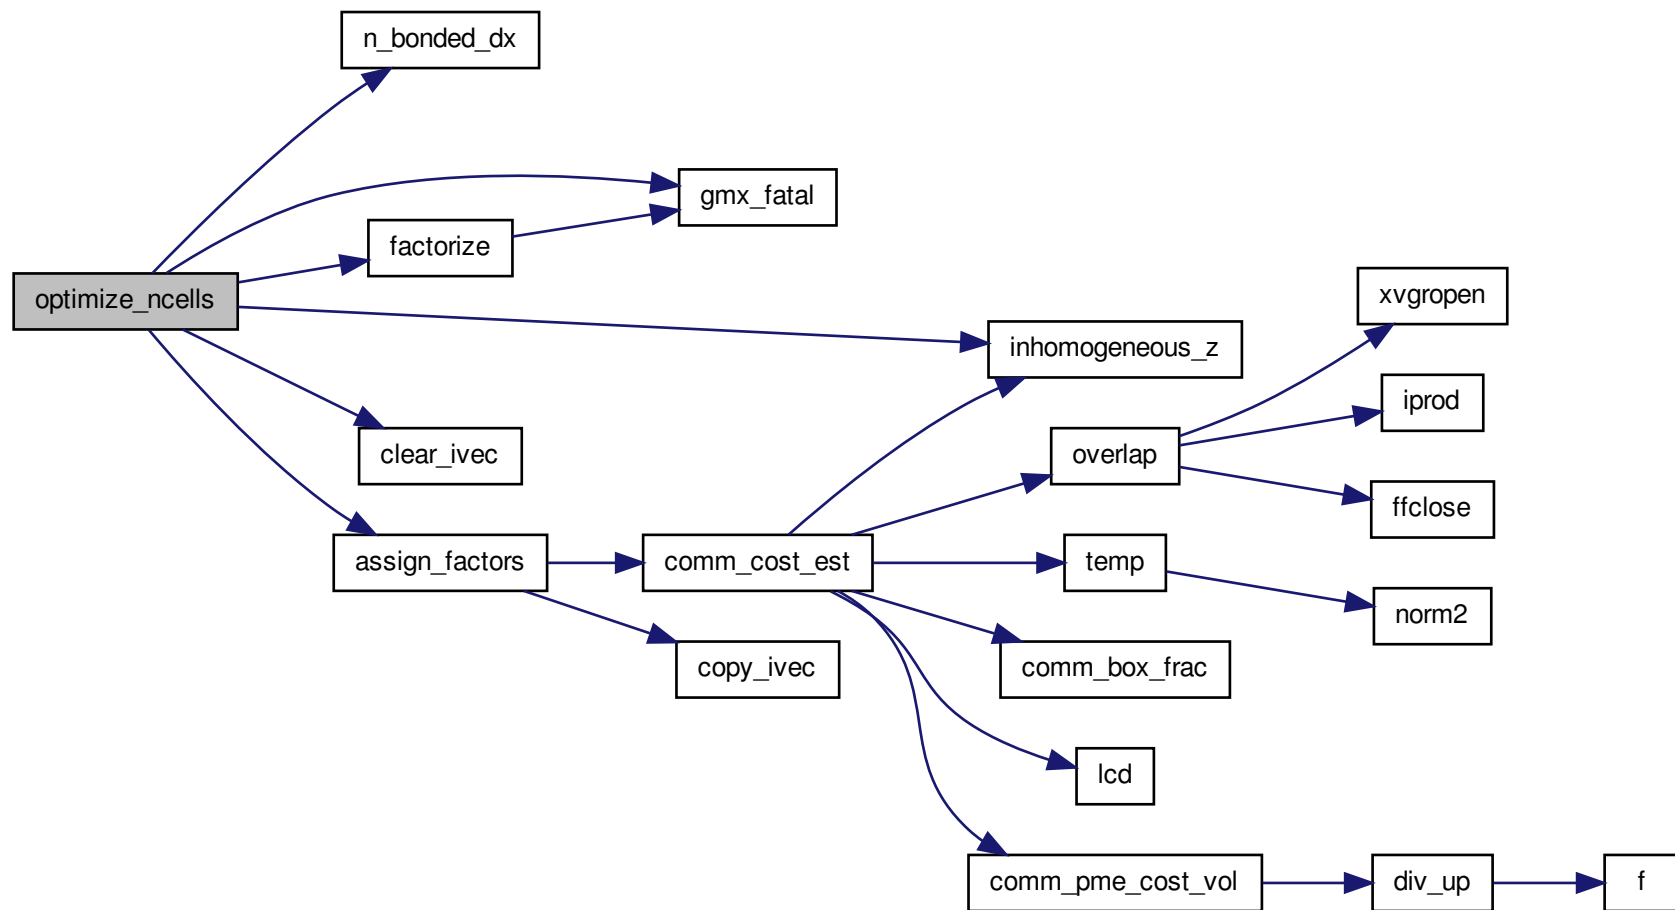 n_bonded_dx
gmx_fatal
factorize
optimize_ncells
xvgropen
inhomogeneous_z
iprod
clear_ivec
overlap
ffclose
assign_factors
comm_cost_est
temp
norm2
copy_ivec
comm_box_frac
lcd
comm_pme_cost_vol
div_up
f